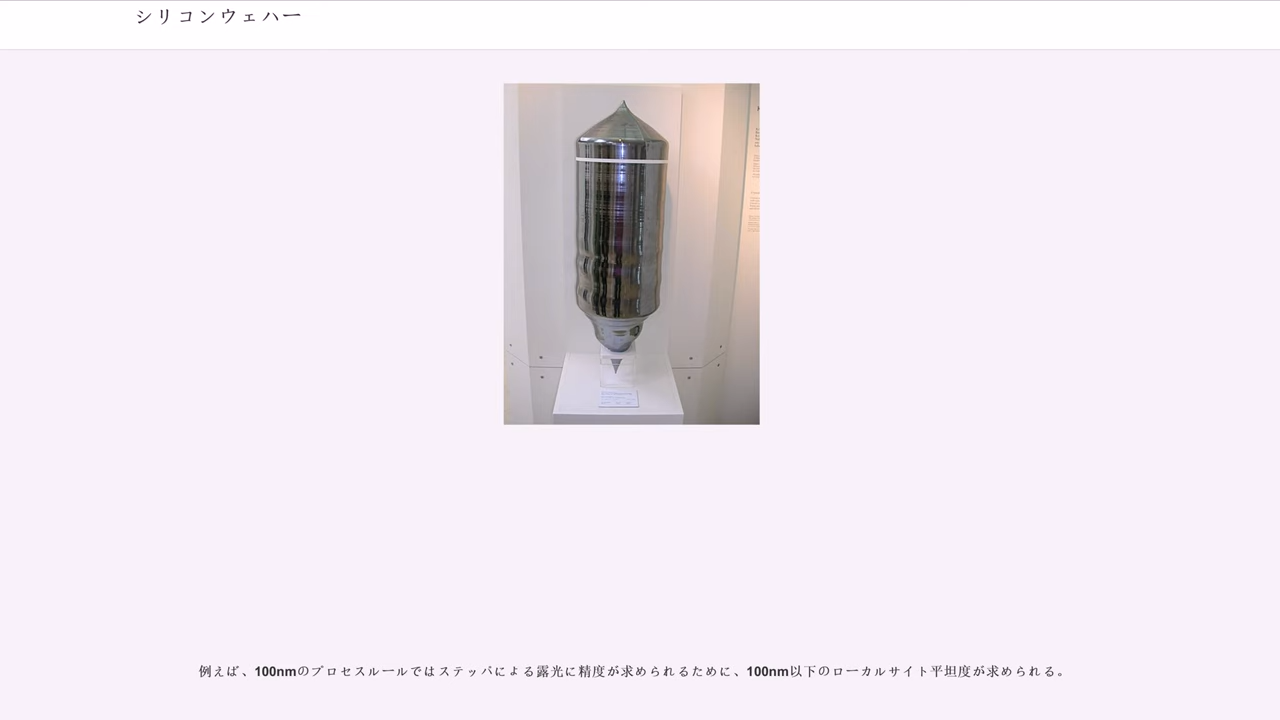 シリコンウェハー
例えば、100nmのプロセスルールではステッパによる露光に精度が求められるために、100nm以下のローカルサイト平坦度が求められる。